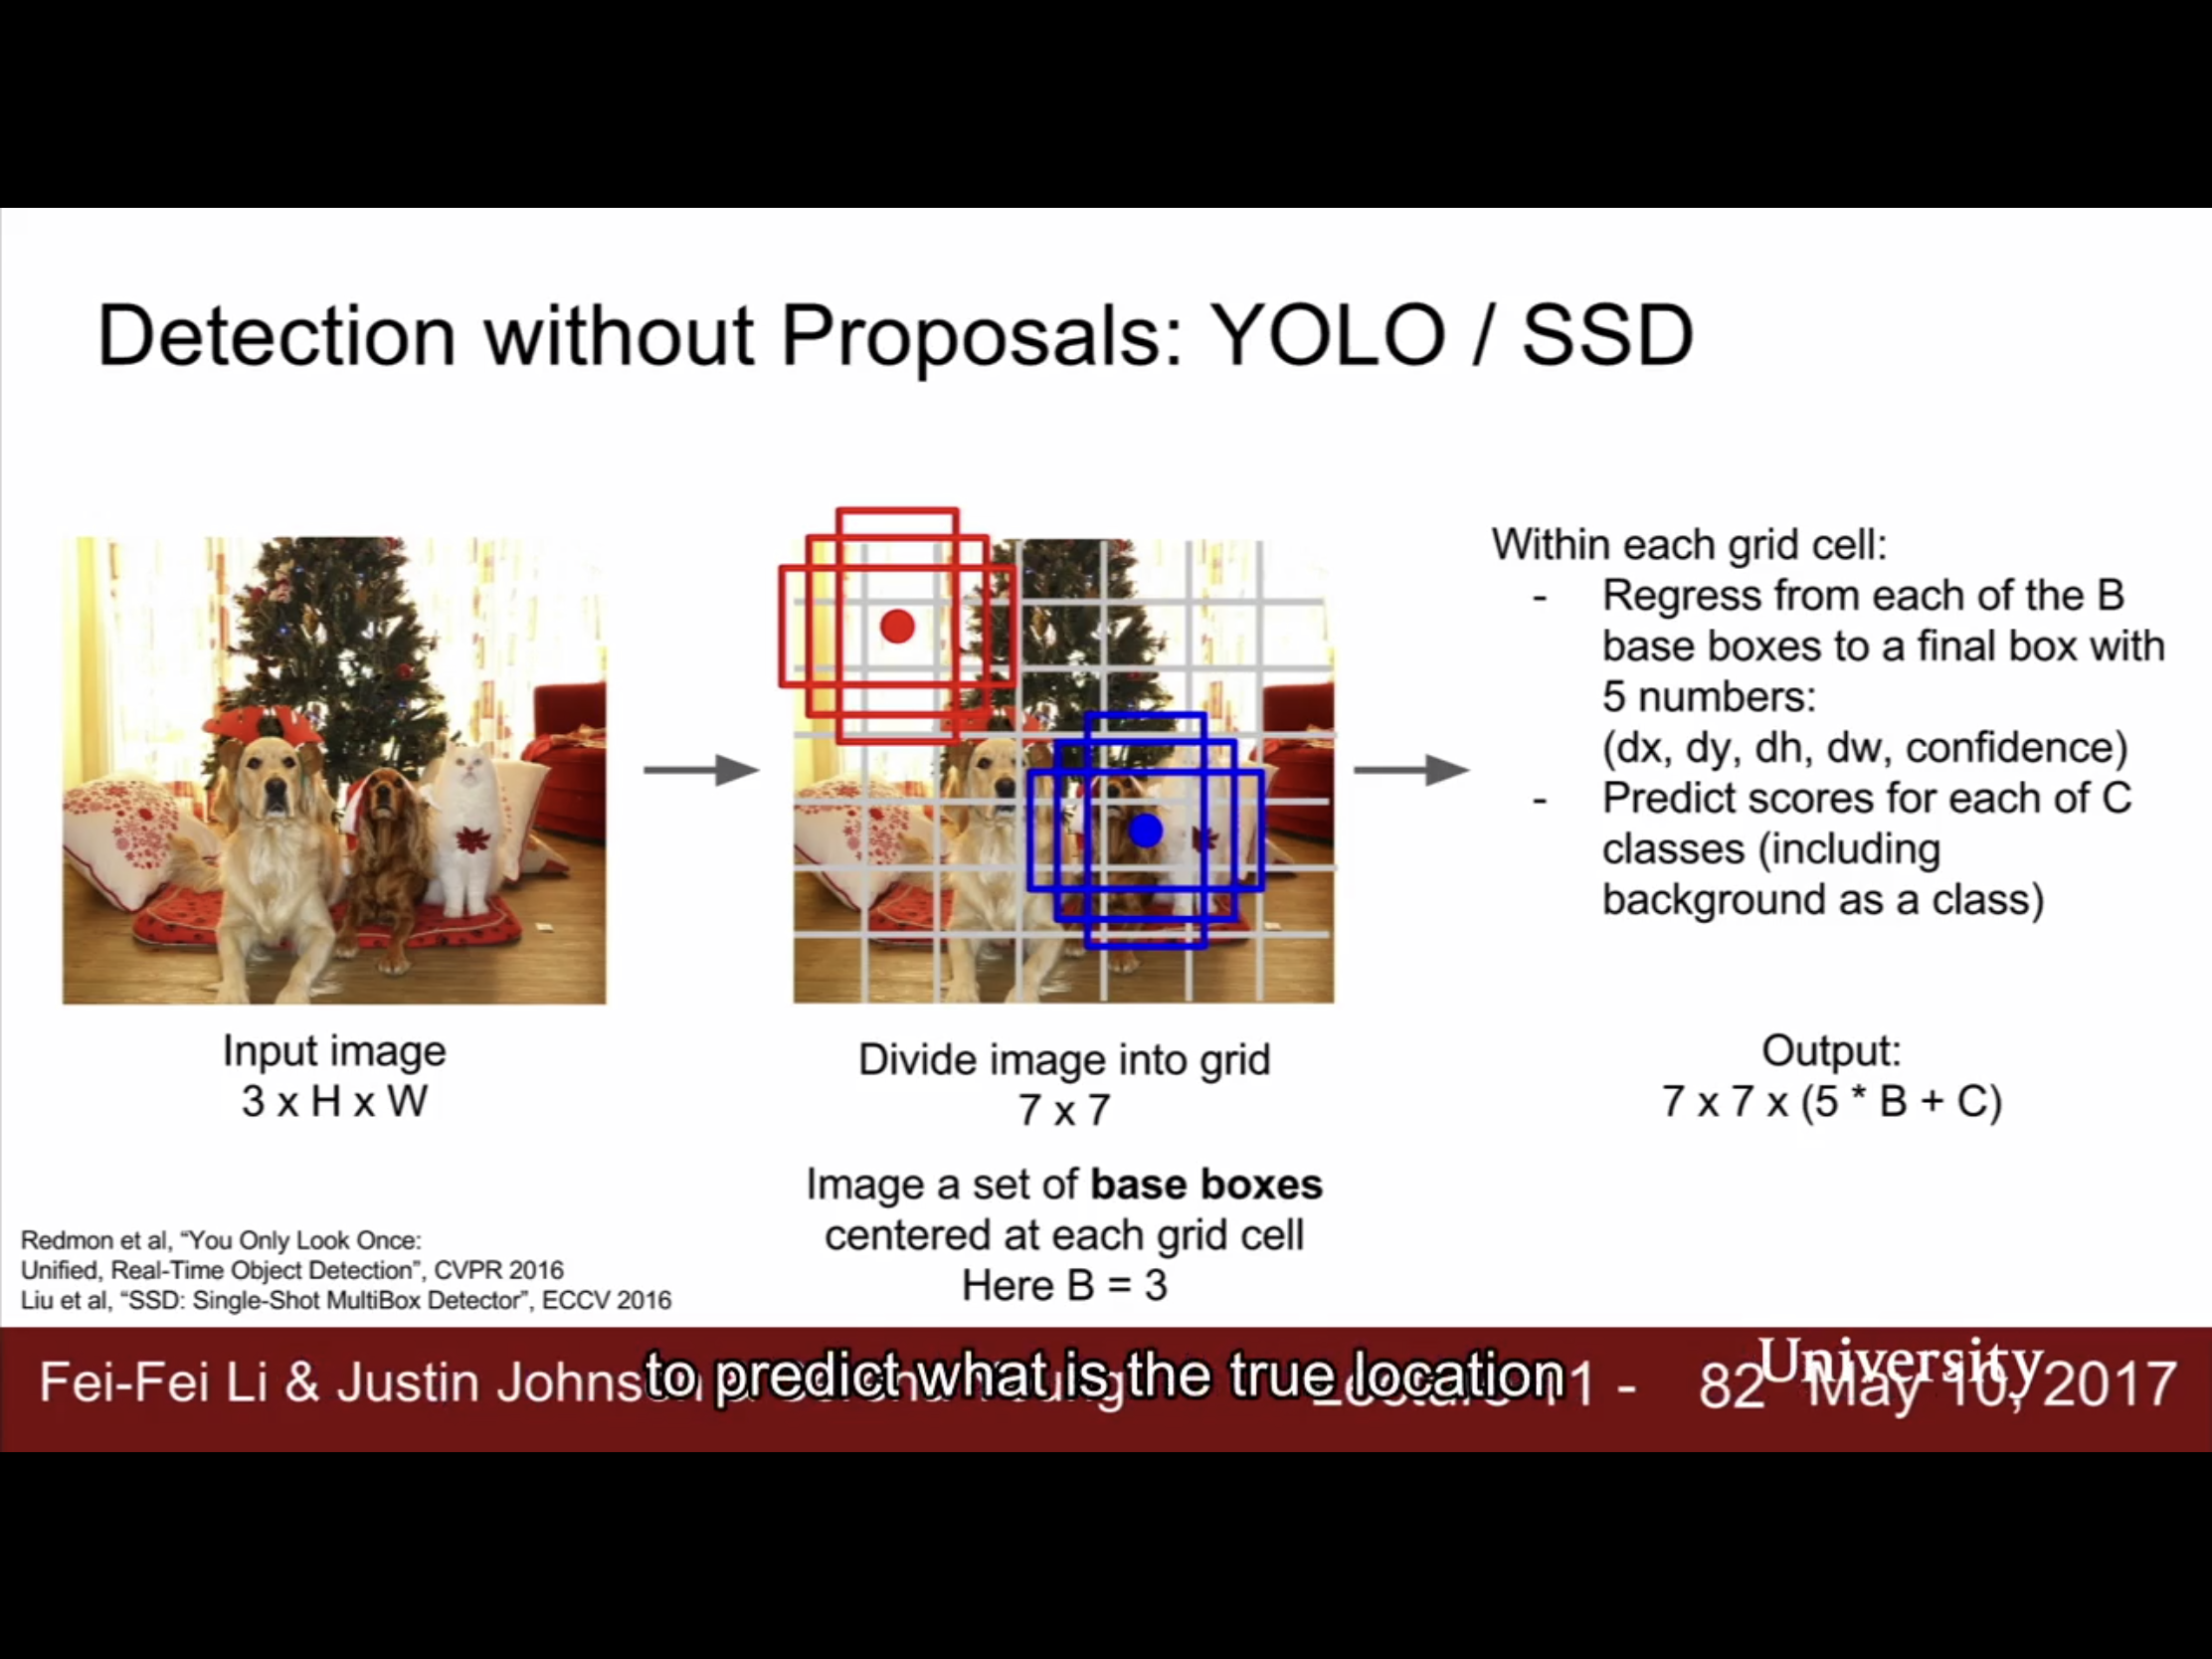 Detection without Proposals: YOLO / SSD
Input image
3 x H x W
Divide image into grid
7 x 7
Image a set of base boxes
centered at each grid cell
Here B = 3
Within each grid cell:
- Regress from each of the B
base boxes to a final box with
5 numbers:
(dx, dy, dh, dw, confidence)
- Predict scores for each of C
classes (including
background as a class)
Output:
7 x 7 x (5 * B + C)
Redmon et al, “You Only Look Once:
Unified, Real-Time Object Detection”, CVPR 2016
Liu et al, “SSD: Single-Shot MultiBox Detector”, ECCV 2016
Fei-Fei Li & Justin
to predict what is the true location
11 - 82 May 10, 2017
University